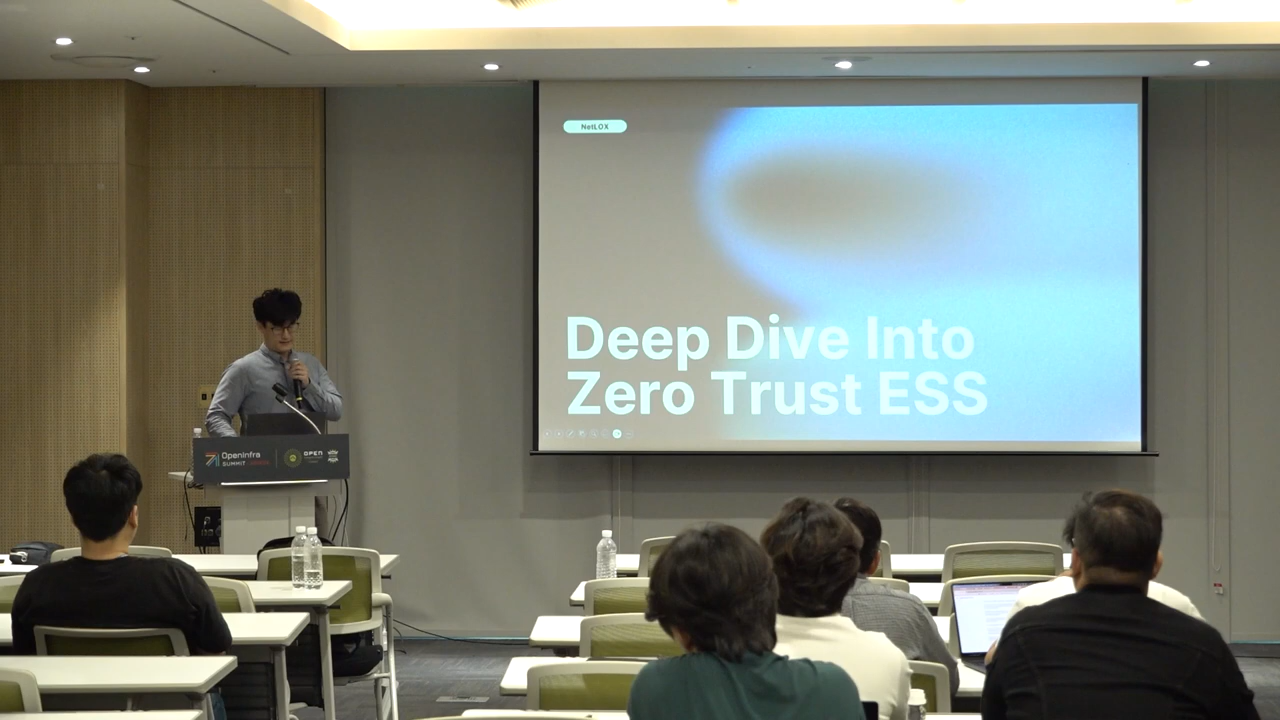 NetLOX
Deep Dive Into
Zero Trust ESS
OpenInfra
SUMMIT
OPEN